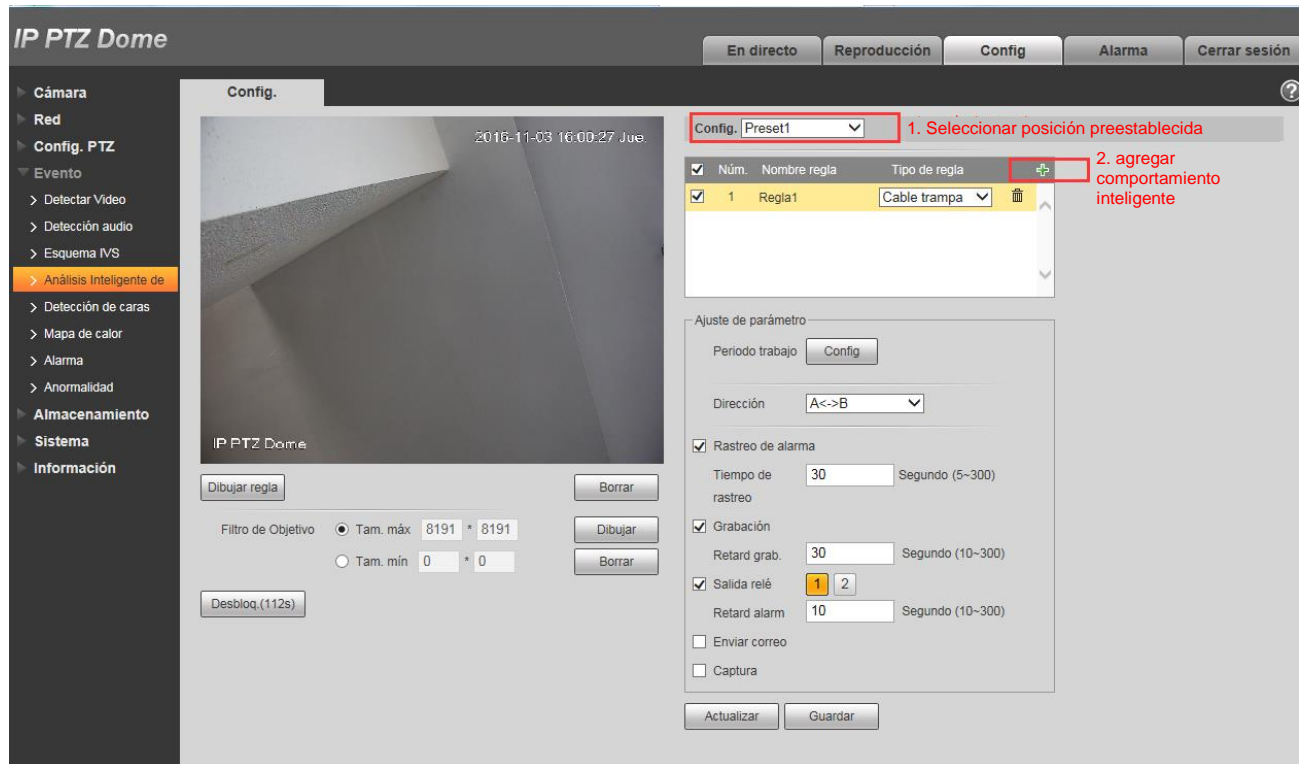 IP PTZ Dome
En directo
Reproducción
Config
Alarma
Cerrar sesión
Cámara
Red
Config. PTZ
Evento
Detectar Video
Detección audio
Esquema IVS
Análisis Inteligente de
Detección de caras
Mapa de calor
Alarma
Anormalidad
Almacenamiento
Sistema
Información
Config.
2016-11-03 16:00:27 Jue.
IP PTZ Dome
Dibujar regla
Borrar
Filtro de Objetivo Tam. máx 8191 * 8191 Dibujar
Tam. mín 0 * 0 Borrar
Desbloq.(112s)
Config. Preset1
1. Seleccionar posición preestablecida
Núm. Nombre regla Tipo de regla
1 Regla1 Cable trampa
2. agregar
comportamiento
inteligente
Ajuste de parámetro
Periodo trabajo Config
Dirección A<->B
Rastreo de alarma
Tiempo de 30 Segundo (5~300)
rastreo
Grabación
Retard grab. 30 Segundo (10~300)
Salida relé 1 2
Retard alarm 10 Segundo (10~300)
Enviar correo
Captura
Actualizar Guardar